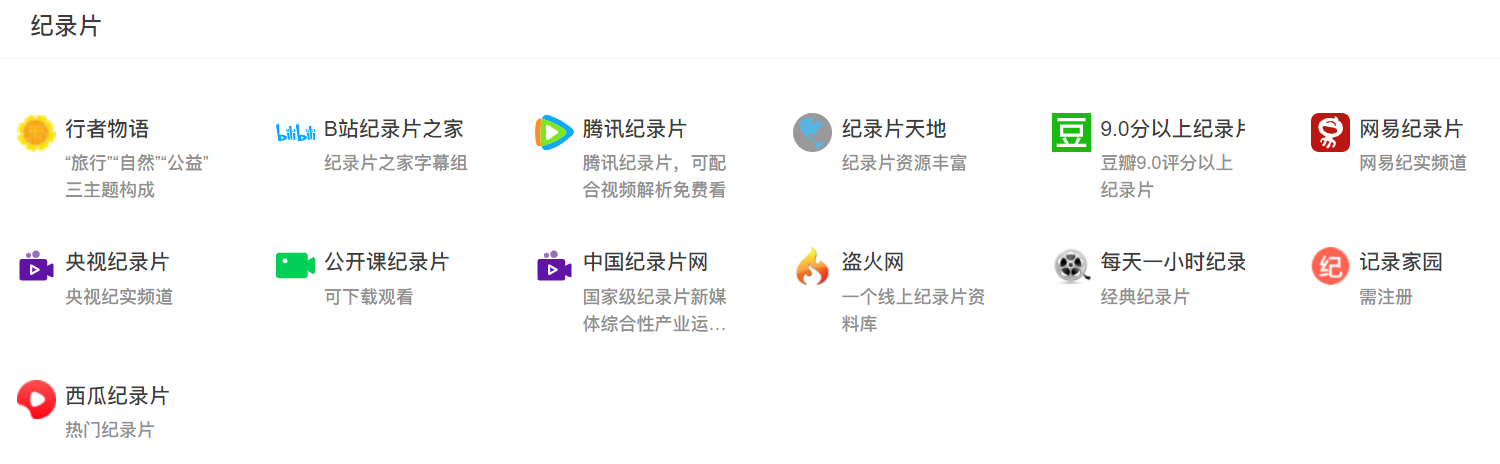 纪录片
行者物语
“旅行”“自然”“公益”
三主题构成
bilibili
B站纪录片之家
纪录片之家字幕组
腾讯纪录片
腾讯纪录片，可配
合视频解析免费看
纪录片天地
纪录片资源丰富
豆
9.0分以上纪录片
豆瓣9.0评分以上
纪录片
网易纪录片
网易纪实频道
央视纪录片
央视纪实频道
公开课纪录片
可下载观看
中国纪录片网
国家级纪录片新媒
体综合性产业运…
盗火网
一个线上纪录片资
料库
每天一小时纪录
经典纪录片
纪
记录家园
需注册
西瓜纪录片
热门纪录片